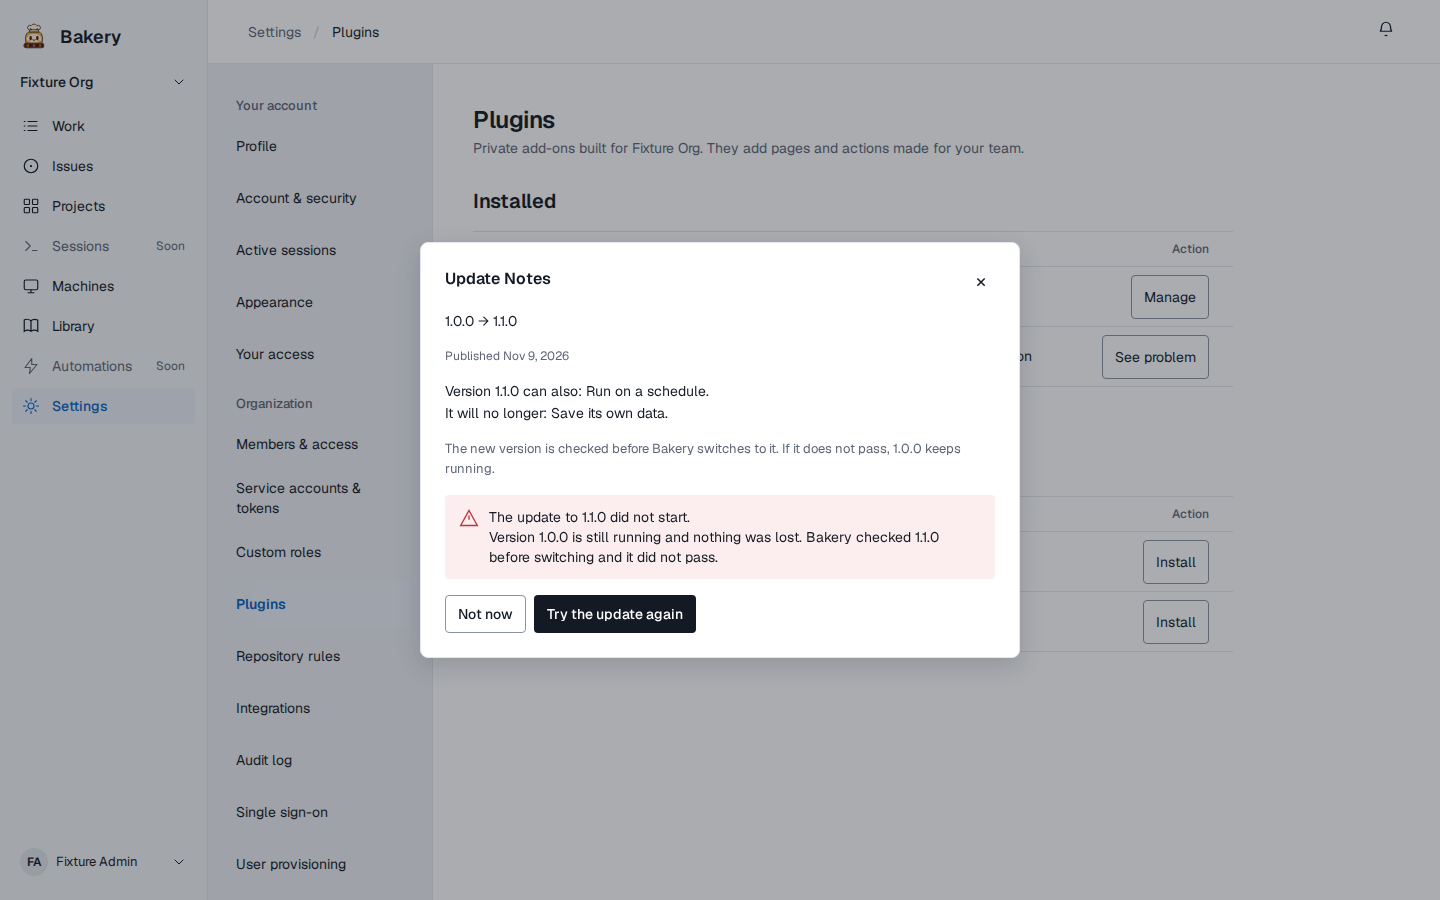 Bakery
Fixture Org
Work
Issues
Projects
Sessions Soon
Machines
Library
Automations Soon
Settings
FA Fixture Admin
Settings / Plugins
Your account
Profile
Account & security
Active sessions
Appearance
Your access
Organization
Members & access
Service accounts &
tokens
Custom roles
Plugins
Repository rules
Integrations
Audit log
Single sign-on
User provisioning
Plugins
Private add-ons built for Fixture Org. They add pages and actions made for your team.
Installed
Action
Manage
on
See problem
Action
Install
Install
Update Notes
1.0.0 → 1.1.0
Published Nov 9, 2026
Version 1.1.0 can also: Run on a schedule.
It will no longer: Save its own data.
The new version is checked before Bakery switches to it. If it does not pass, 1.0.0 keeps
running.
The update to 1.1.0 did not start.
Version 1.0.0 is still running and nothing was lost. Bakery checked 1.1.0
before switching and it did not pass.
Not now
Try the update again